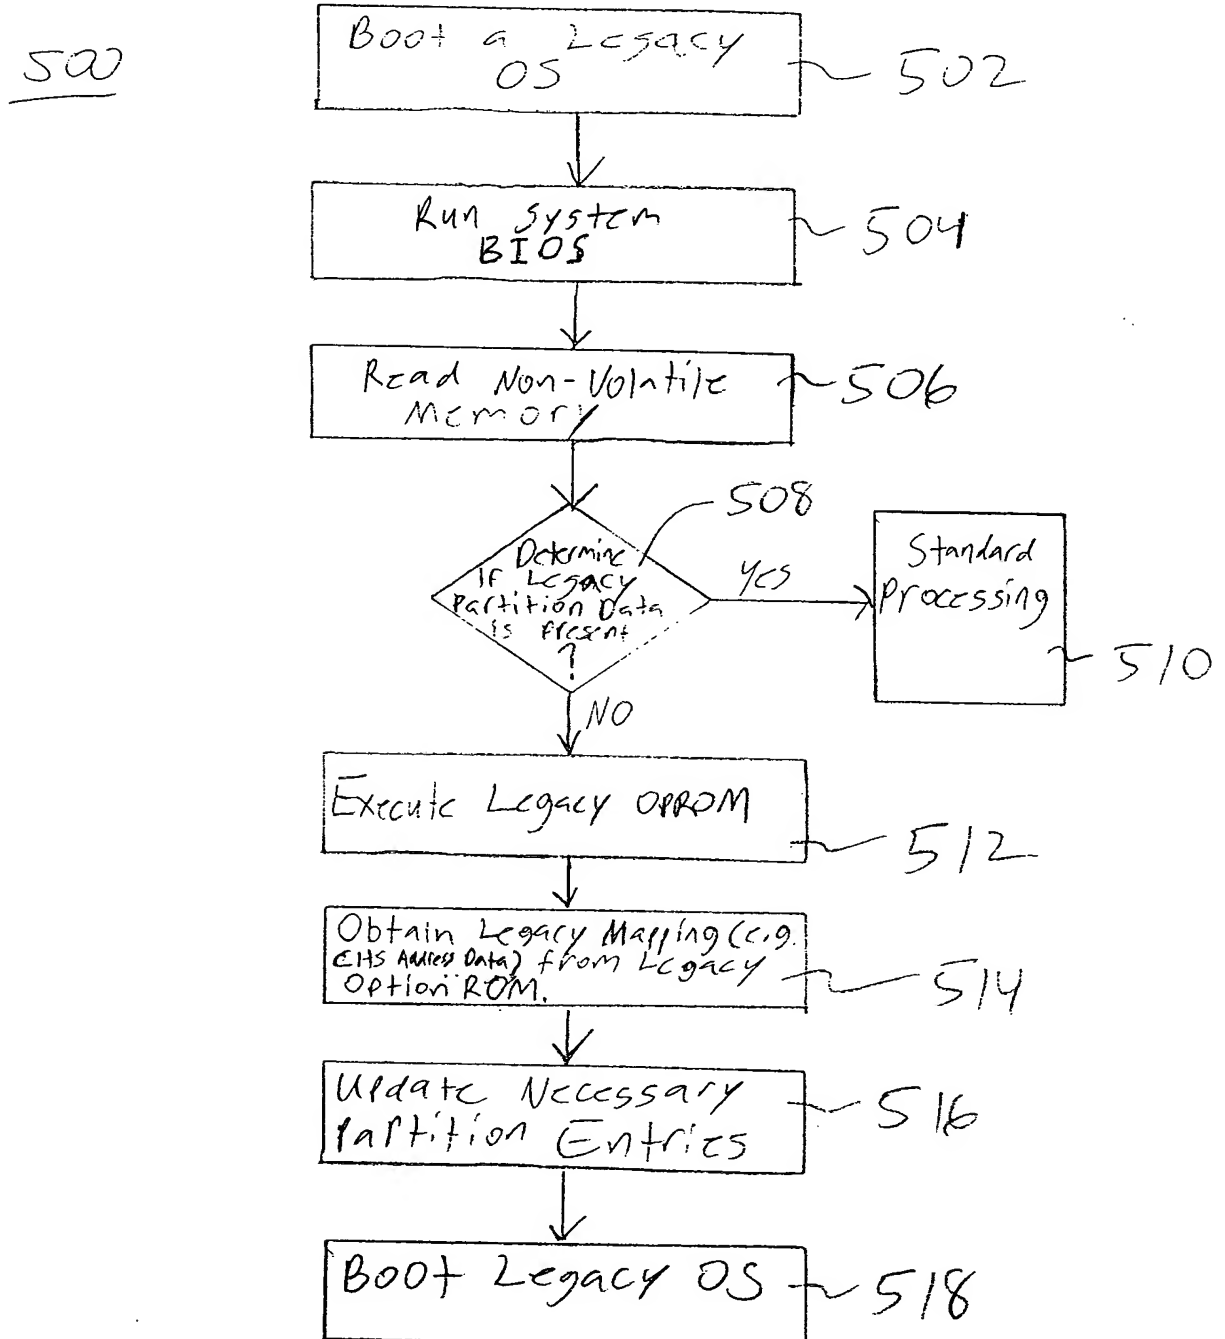 500
Boot a Legacy
OS
502
Run System
BIOS
504
Read Non-Volatile
Memory
506
508
Determine
If Legacy
Partition Data
is Present
?
Yes
Standard
Processing
510
NO
Execute Legacy OPROM
512
Obtain Legacy Mapping (e.g.
CHS Address Data) from Legacy
Option ROM.
514
Update Necessary
Partition Entries
516
Boot Legacy OS
518